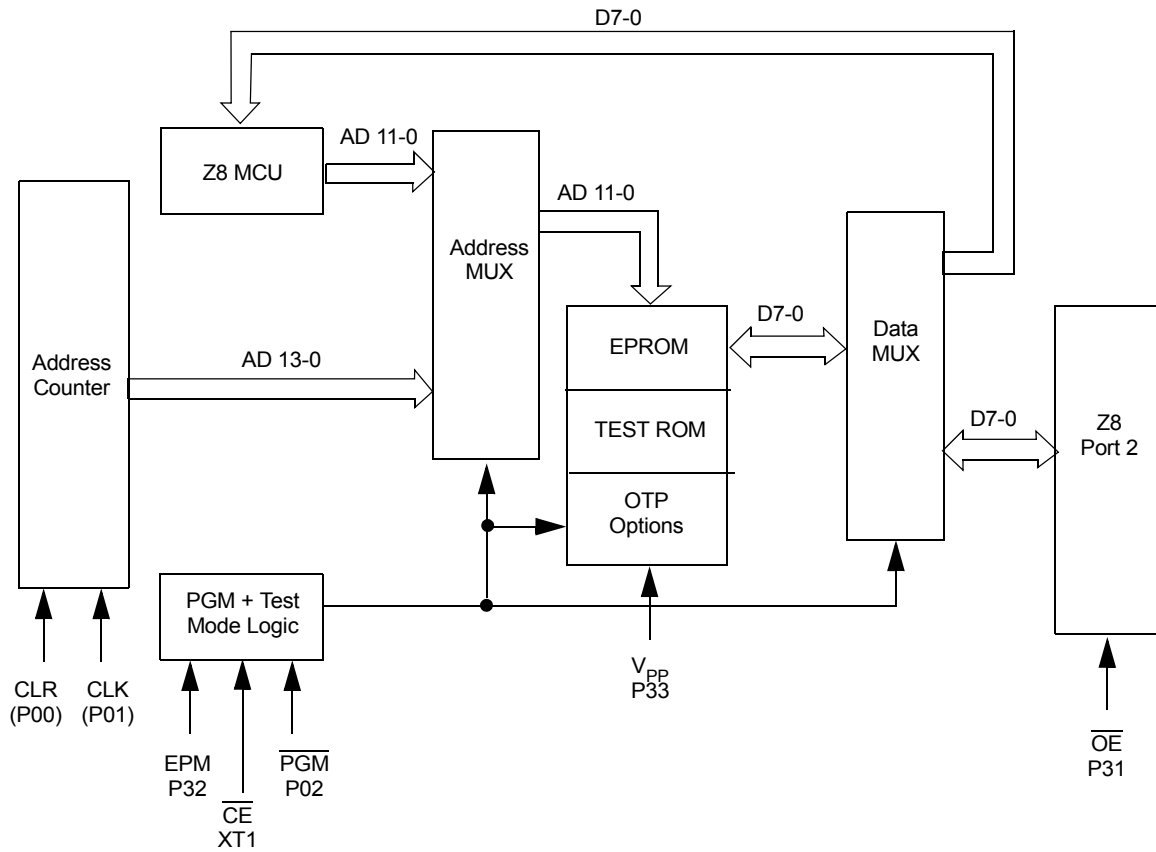 D7-0
AD 11-0
Z8 MCU
AD 11-0
Address
MUX
D7-0
EPROM
Data
MUX
Address
Counter
AD 13-0
TEST ROM
D7-0
Z8
Port 2
OTP
Options
PGM + Test
Mode Logic
CLR
(P00)
CLK
(P01)
VPP
P33
EPM
P32
CE
XT1
PGM
P02
OE
P31